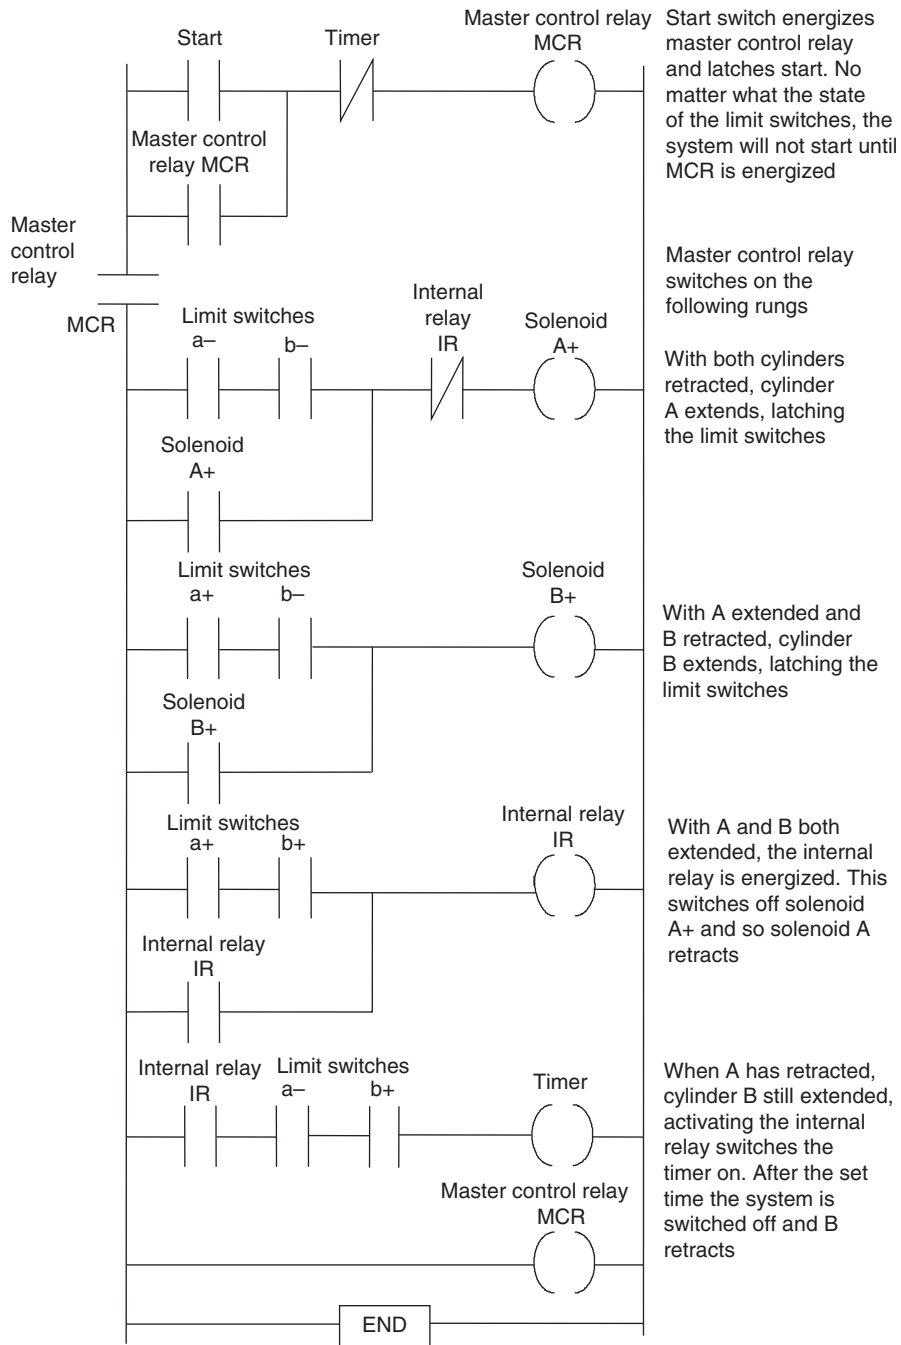 Start
Timer
Master control relay
MCR
Start switch energizes
master control relay
and latches start. No
matter what the state
of the limit switches, the
system will not start until
MCR is energized
Master control
relay MCR
Master
control
relay
MCR
Master control relay
switches on the
following rungs
Limit switches
a– b–
Internal
relay
IR
Solenoid
A+
With both cylinders
retracted, cylinder
A extends, latching
the limit switches
Solenoid
A+
Limit switches
a+ b–
Solenoid
B+
With A extended and
B retracted, cylinder
B extends, latching the
limit switches
Solenoid
B+
Limit switches
a+ b+
Internal relay
IR
With A and B both
extended, the internal
relay is energized. This
switches off solenoid
A+ and so solenoid A
retracts
Internal relay
IR
Internal relay
IR
Limit switches
a– b+
Timer
When A has retracted,
cylinder B still extended,
activating the internal
relay switches the
timer on. After the set
time the system is
switched off and B
retracts
Master control relay
MCR
END